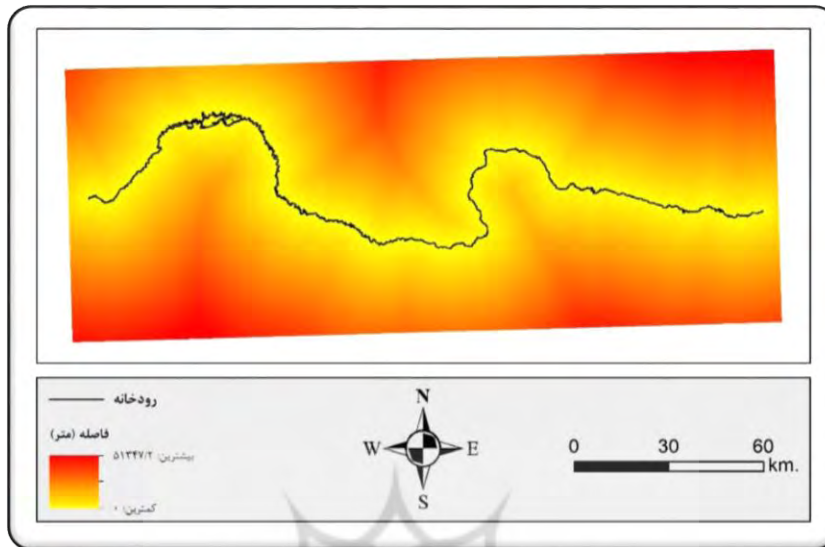 رودخانه
فاصله (متر)
بیشترین: ۵۱۳۴۷/۲
کمترین: ۰
N
W E
S
0 30 60
km.